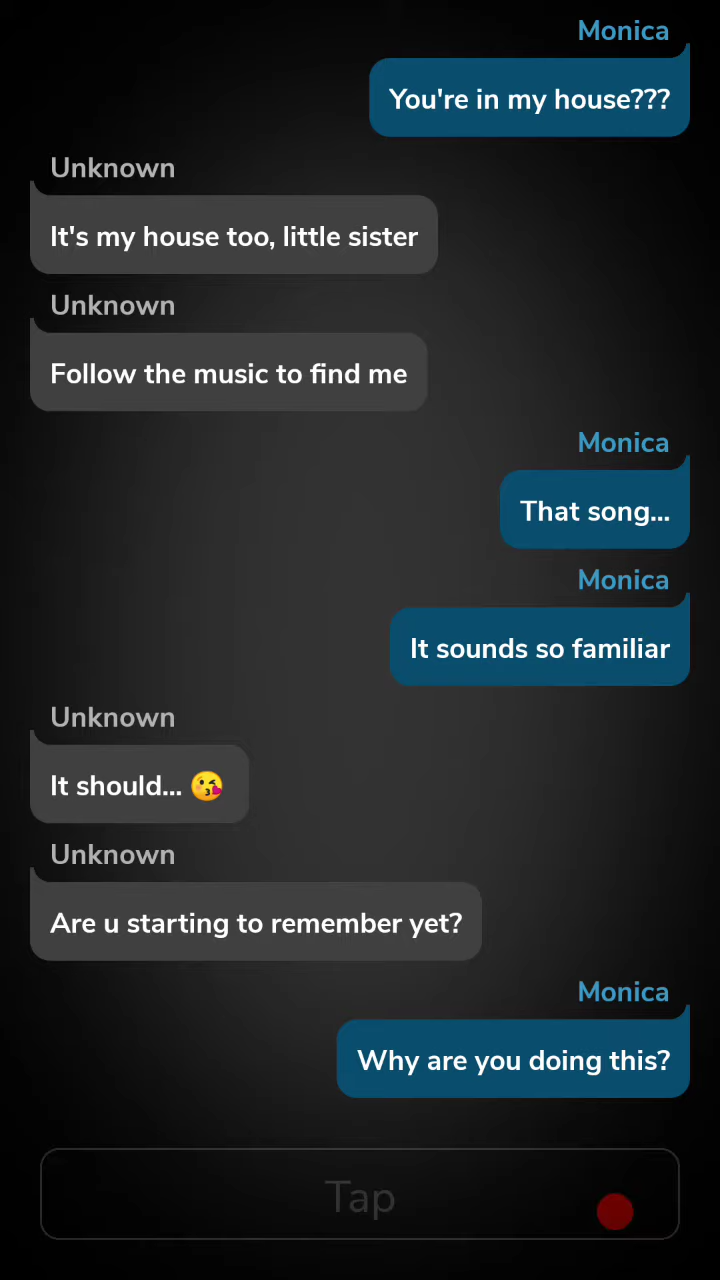 Monica
You're in my house???
Unknown
It's my house too, little sister
Unknown
Follow the music to find me
Monica
That song...
Monica
It sounds so familiar
Unknown
It should... 😘
Unknown
Are u starting to remember yet?
Monica
Why are you doing this?
Tap